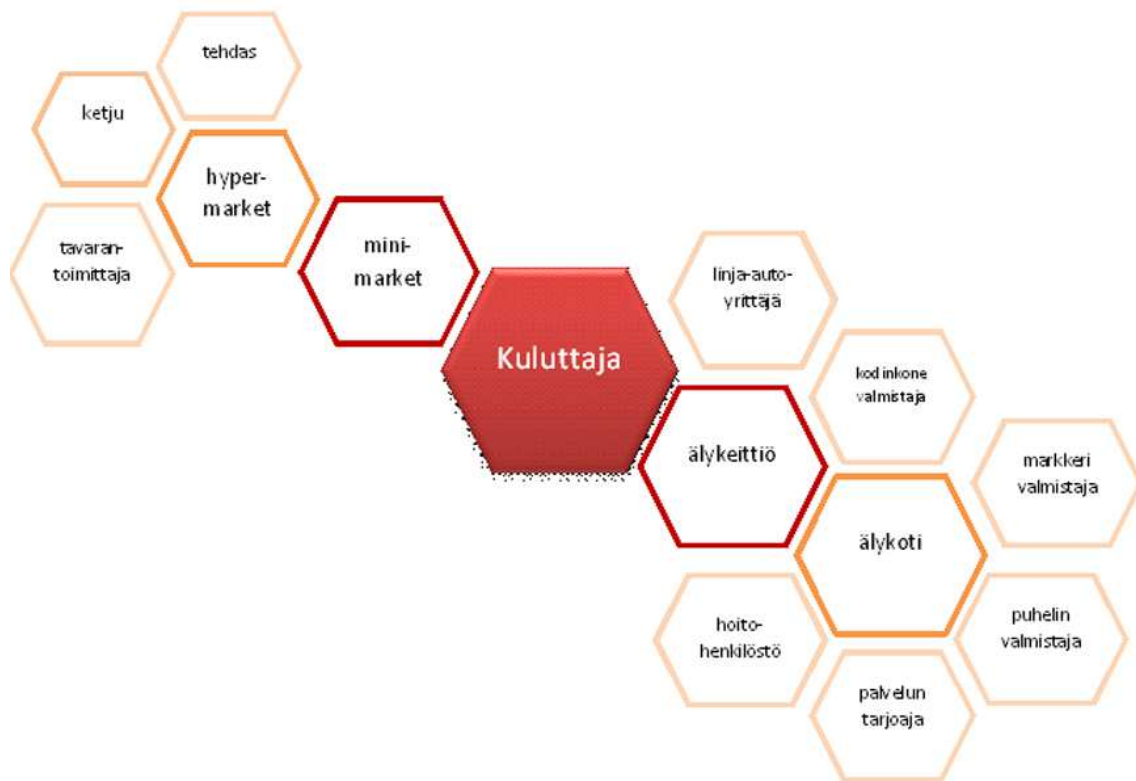 tehdas
ketju
hyper-
market
tavaran-
toimittaja
mini-
market
Kuluttaja
linja-auto-
yrittäjä
kodinkone
valmistaja
älykeittiö
markkeri
valmistaja
älykoti
hoito-
henkilöstö
puhelin
valmistaja
palvelun
tarjoaja